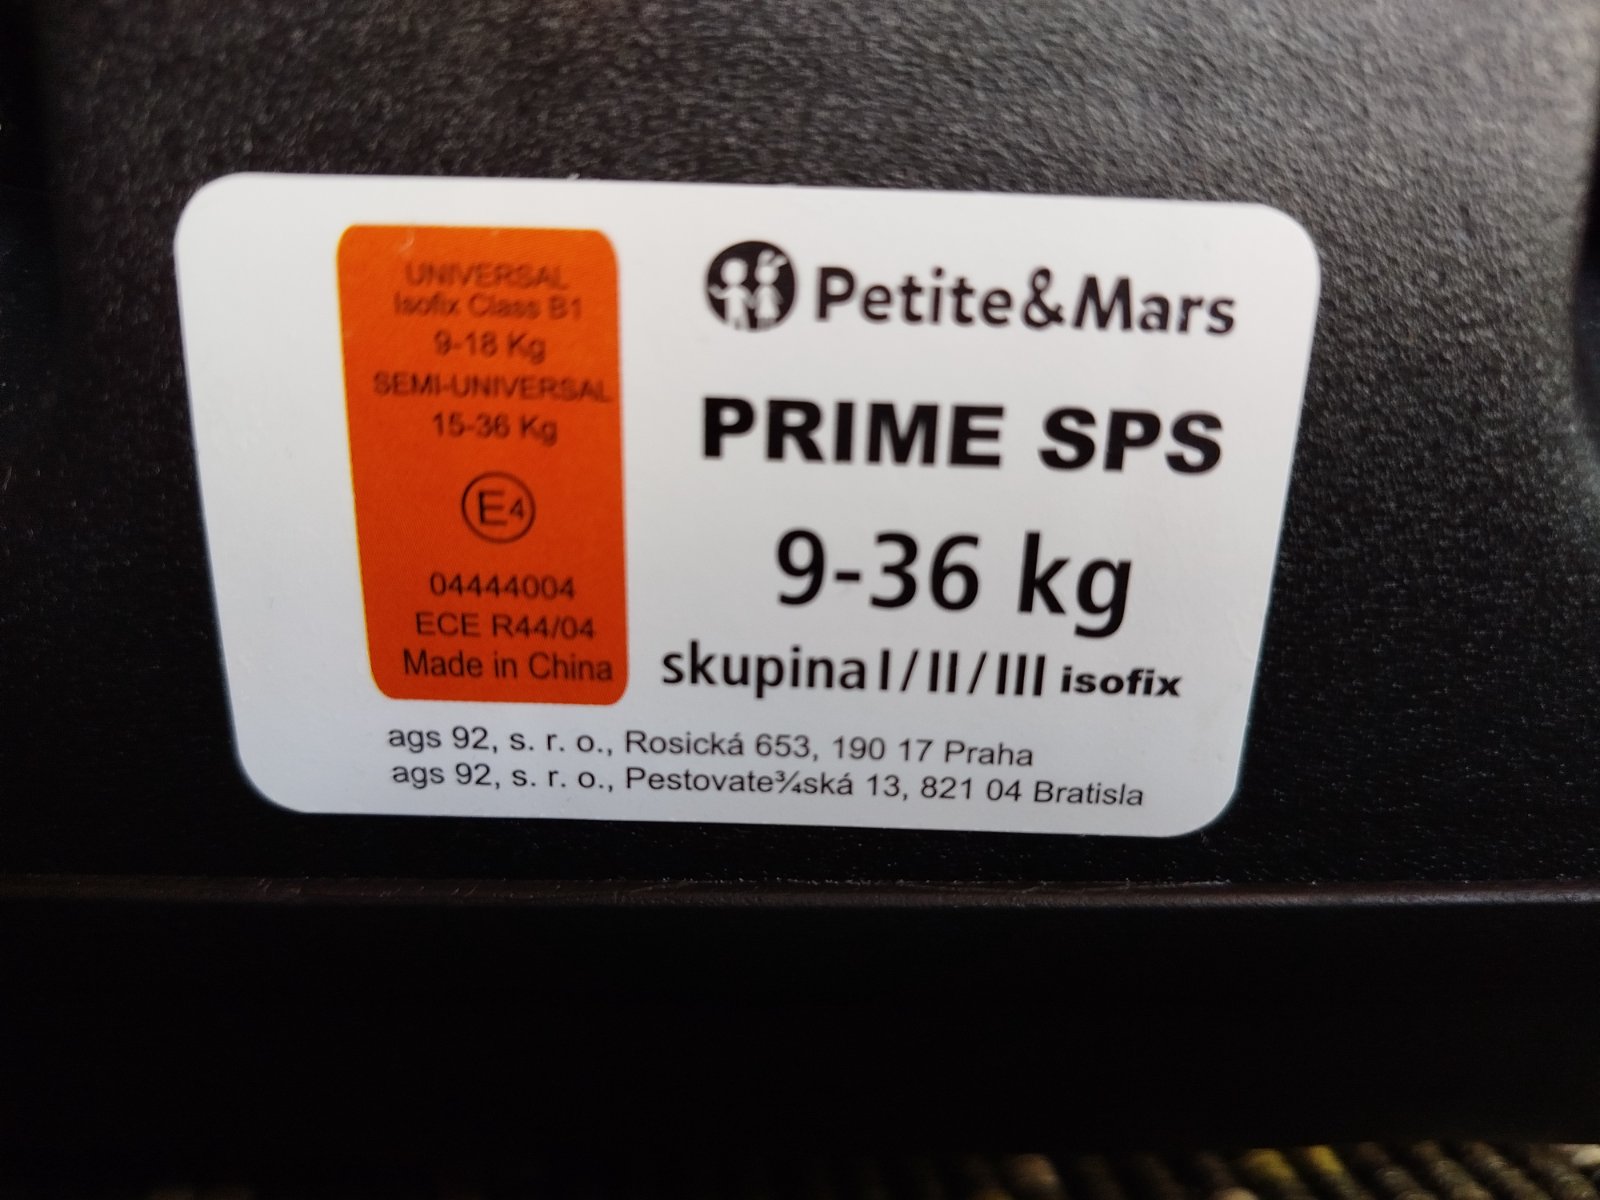 UNIVERSAL
Isofix Class B1
9-18 Kg
SEMI-UNIVERSAL
15-36 Kg
E4
04444004
ECE R44/04
Made in China
Petite&Mars
PRIME SPS
9-36 kg
skupina I/II/III isofix
ags 92, s. r. o., Rosická 653, 190 17 Praha
ags 92, s. r. o., Pestovate¾ská 13, 821 04 Bratisla